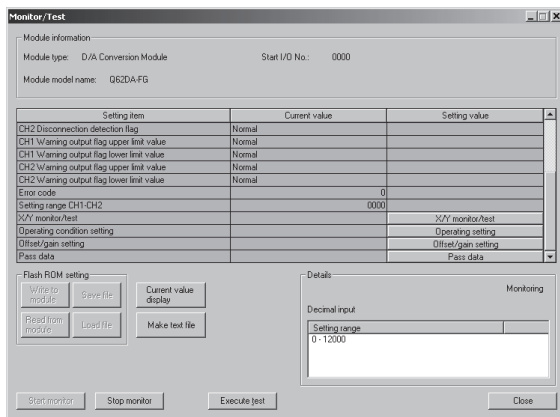 Monitor/Test
Module information
Module type: D/A Conversion Module Start I/O No.: 0000
Module model name: Q62DA-FG
Setting item Current value Setting value
CH2 Disconnection detection flag Normal
CH1 Warning output flag upper limit value Normal
CH1 Warning output flag lower limit value Normal
CH2 Warning output flag upper limit value Normal
CH2 Warning output flag lower limit value Normal
Error code 0
Setting range CH1-CH2 0000
X/Y monitor/test X/Y monitor/test
Operating condition setting Operating setting
Offset/gain setting Offset/gain setting
Pass data Pass data
Flash ROM setting
Write to module
Save file
Read from module
Load file
Current value display
Make text file
Details
Monitoring
Decimal input
Setting range
0 - 12000
Start monitor Stop monitor Execute test Close